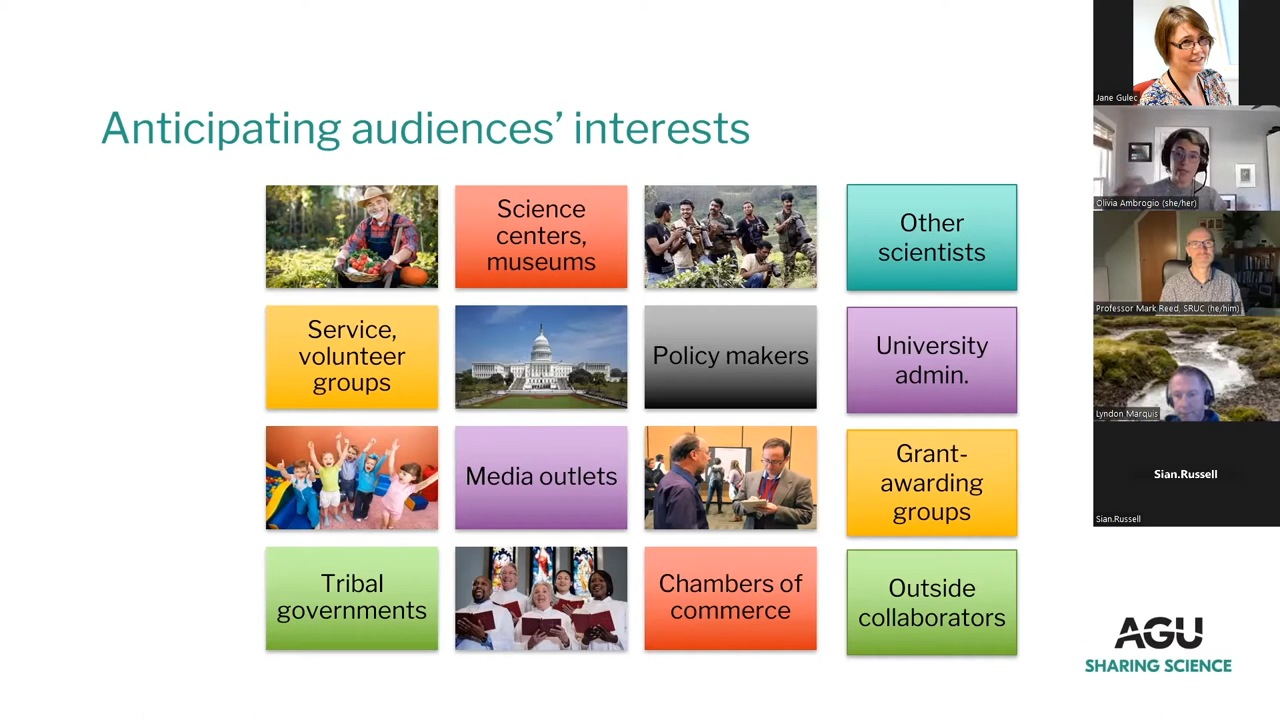 Anticipating audiences' interests
Science
centers,
museums
Other
scientists
Service,
volunteer
groups
Policy makers
University
admin.
Media outlets
Grant-
awarding
groups
Tribal
governments
Chambers of
commerce
Outside
collaborators
AGU
SHARING SCIENCE
Jane Gulec
Olivia Ambrogio (she/her)
Professor Mark Reed, SRUC (he/him)
Lyndon Marquis
Sian.Russell
Sian.Russell